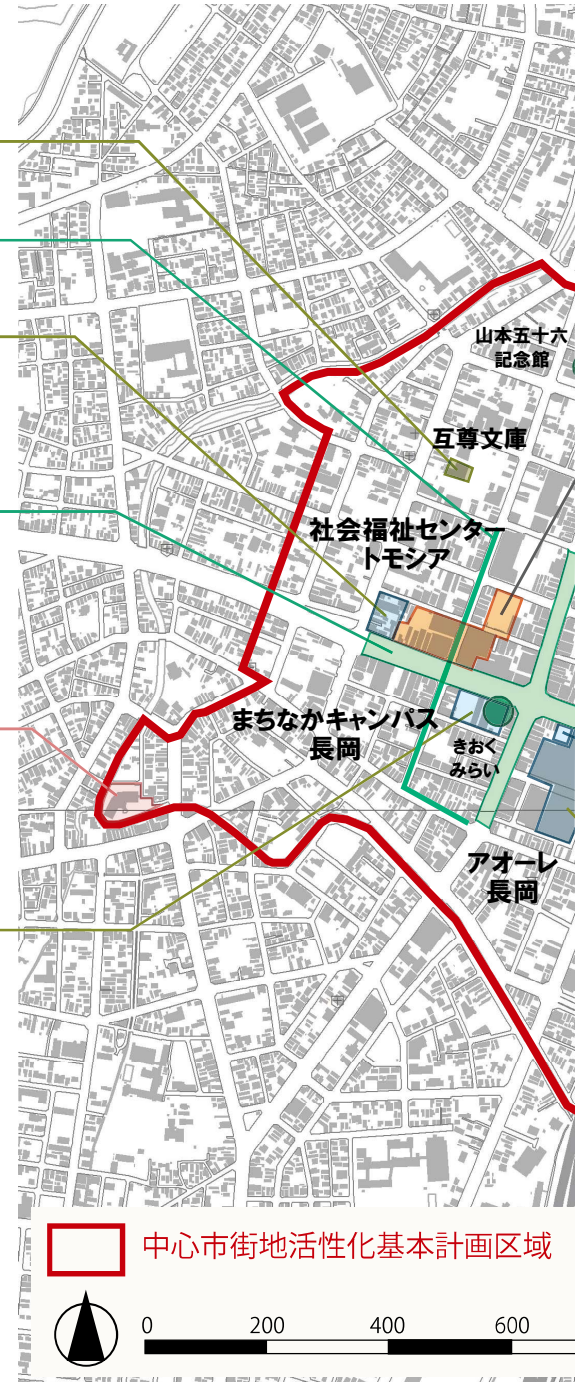 山本五十六
記念館
互尊文庫
社会福祉センター
トモシア
まちなかキャンパス
長岡
きおく
みらい
アオーレ
長岡
中心市街地活性化基本計画区域
0 200 400 600